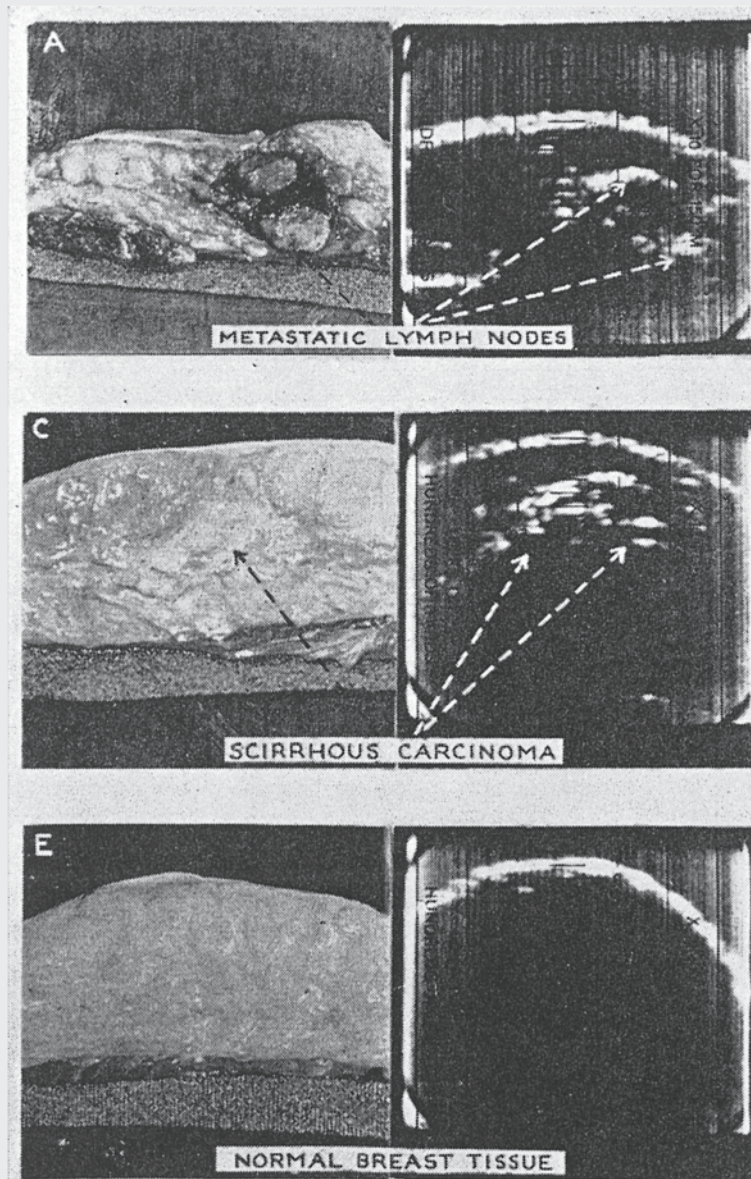 A
METASTATIC LYMPH NODES
C
SCIRRHOUS CARCINOMA
E
NORMAL BREAST TISSUE